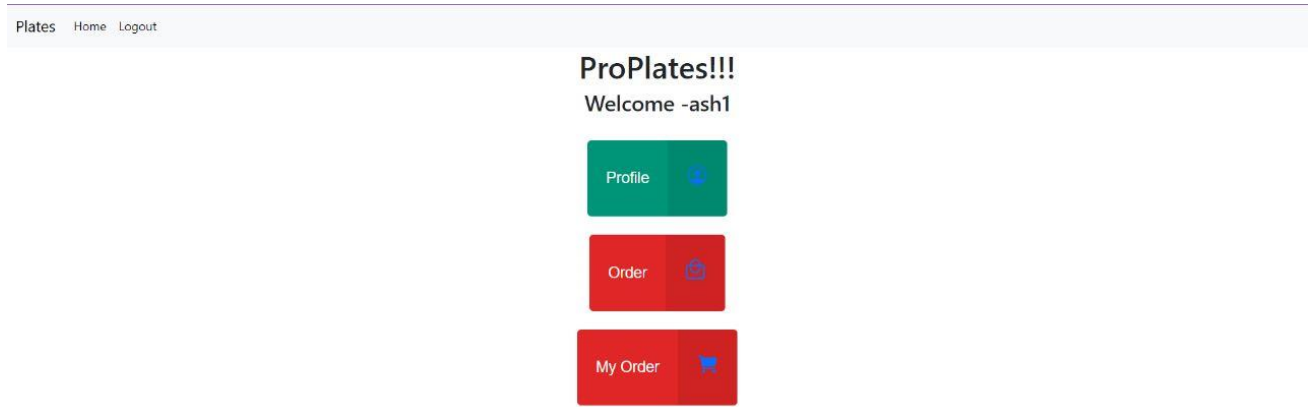 Plates Home Logout
ProPlates!!!
Welcome -ash1
Profile
Order
My Order